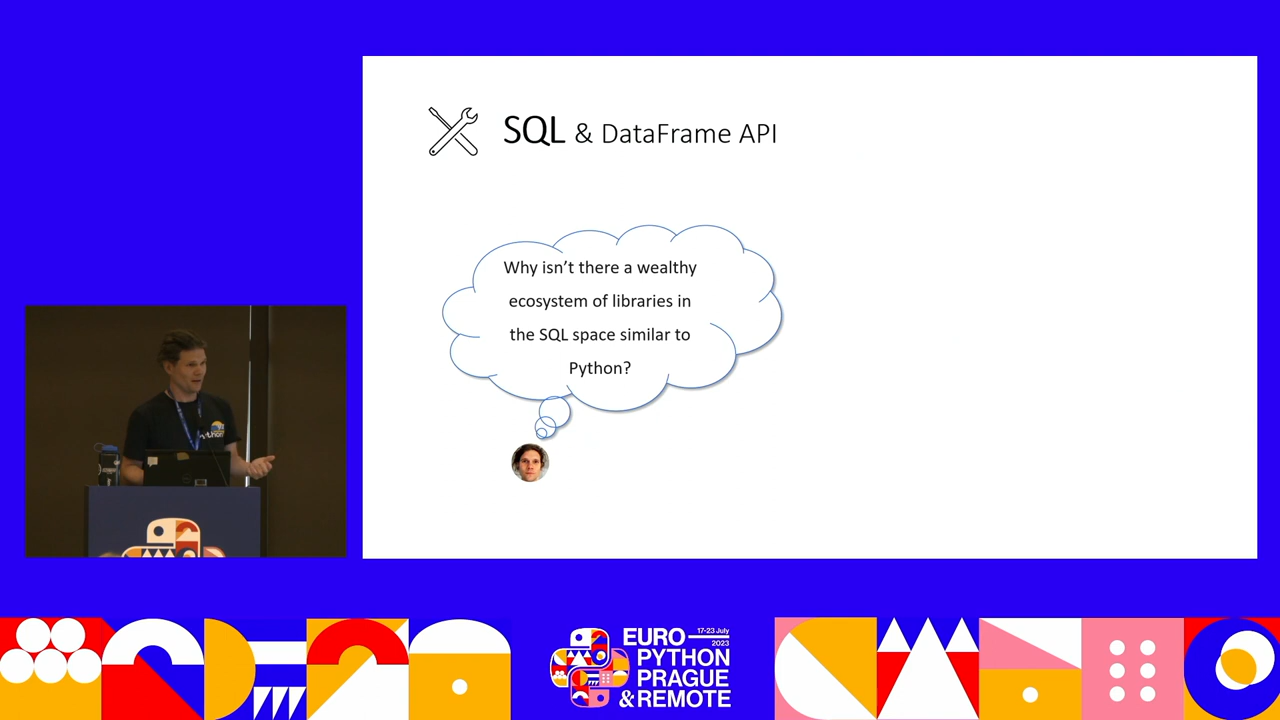 SQL & DataFrame API
Why isn't there a wealthy
ecosystem of libraries in
the SQL space similar to
Python?
EURO
17-23 July
2023
PYTHON
PRAGUE
& REMOTE